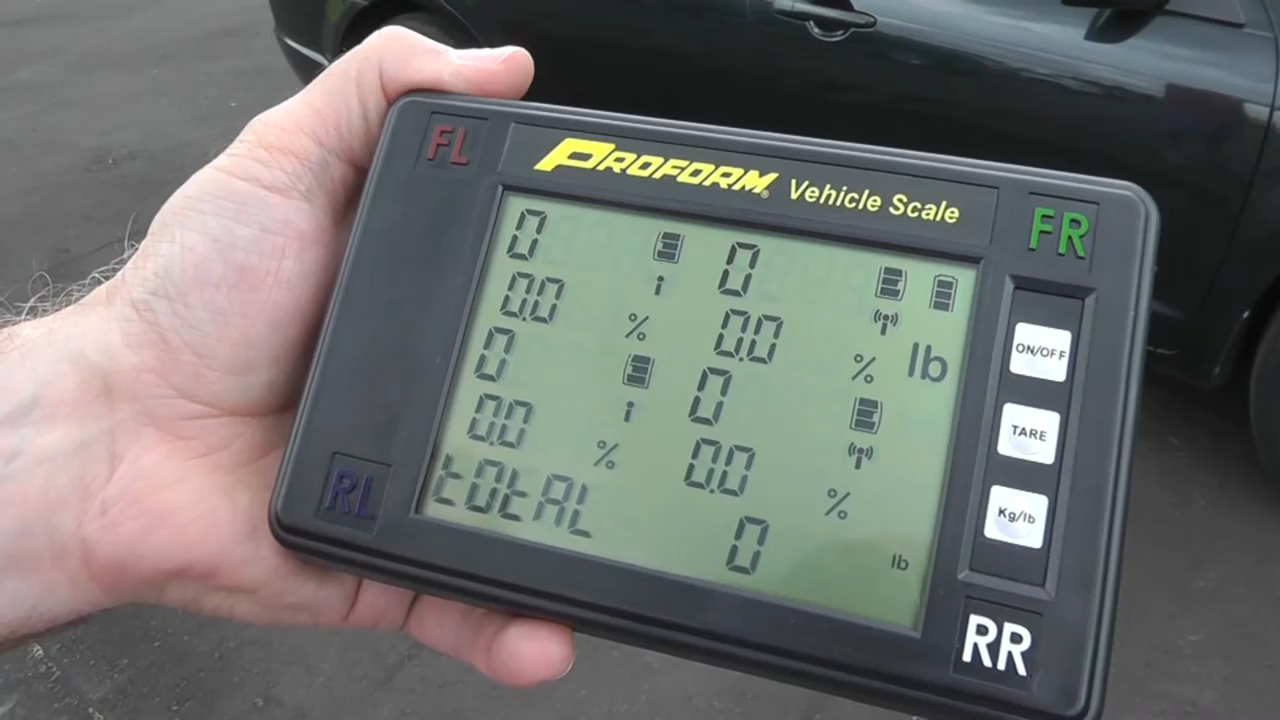 FL
PROFORM® Vehicle Scale
FR
0 0
0.0 % 0.0 % lb
0 0
0.0 % 0.0 %
tOtAL 0 lb
ON/OFF
TARE
Kg/lb
RL
RR